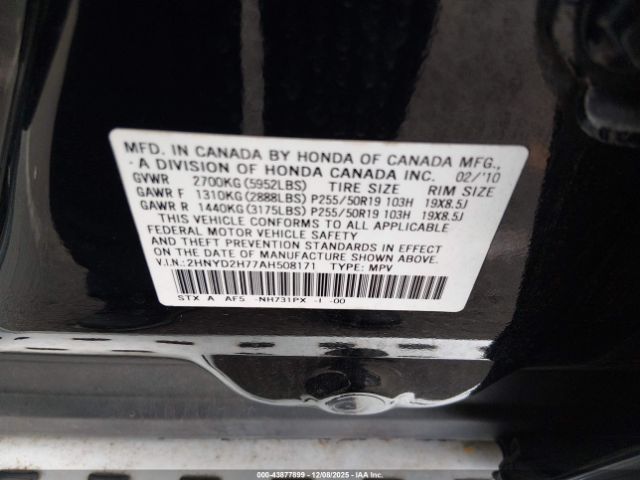 MFD. IN CANADA BY HONDA OF CANADA MFG.,
A DIVISION OF HONDA CANADA INC. 02/'10
GVWR 2700KG(5952LBS) TIRE SIZE RIM SIZE
GAWR F 1310KG(2888LBS) P255/50R19 103H 19X8.5J
GAWR R 1440KG(3175LBS) P255/50R19 103H 19X8.5J
THIS VEHICLE CONFORMS TO ALL APPLICABLE
FEDERAL MOTOR VEHICLE SAFETY
AND THEFT PREVENTION STANDARDS IN EFFECT
ON THE DATE OF MANUFACTURE SHOWN ABOVE.
V.I.N.:2HNYD2H77AH508171 TYPE: MPV
STX A AF5 -NH731PX -I -00
000-43877899 12/08/2025 IAA